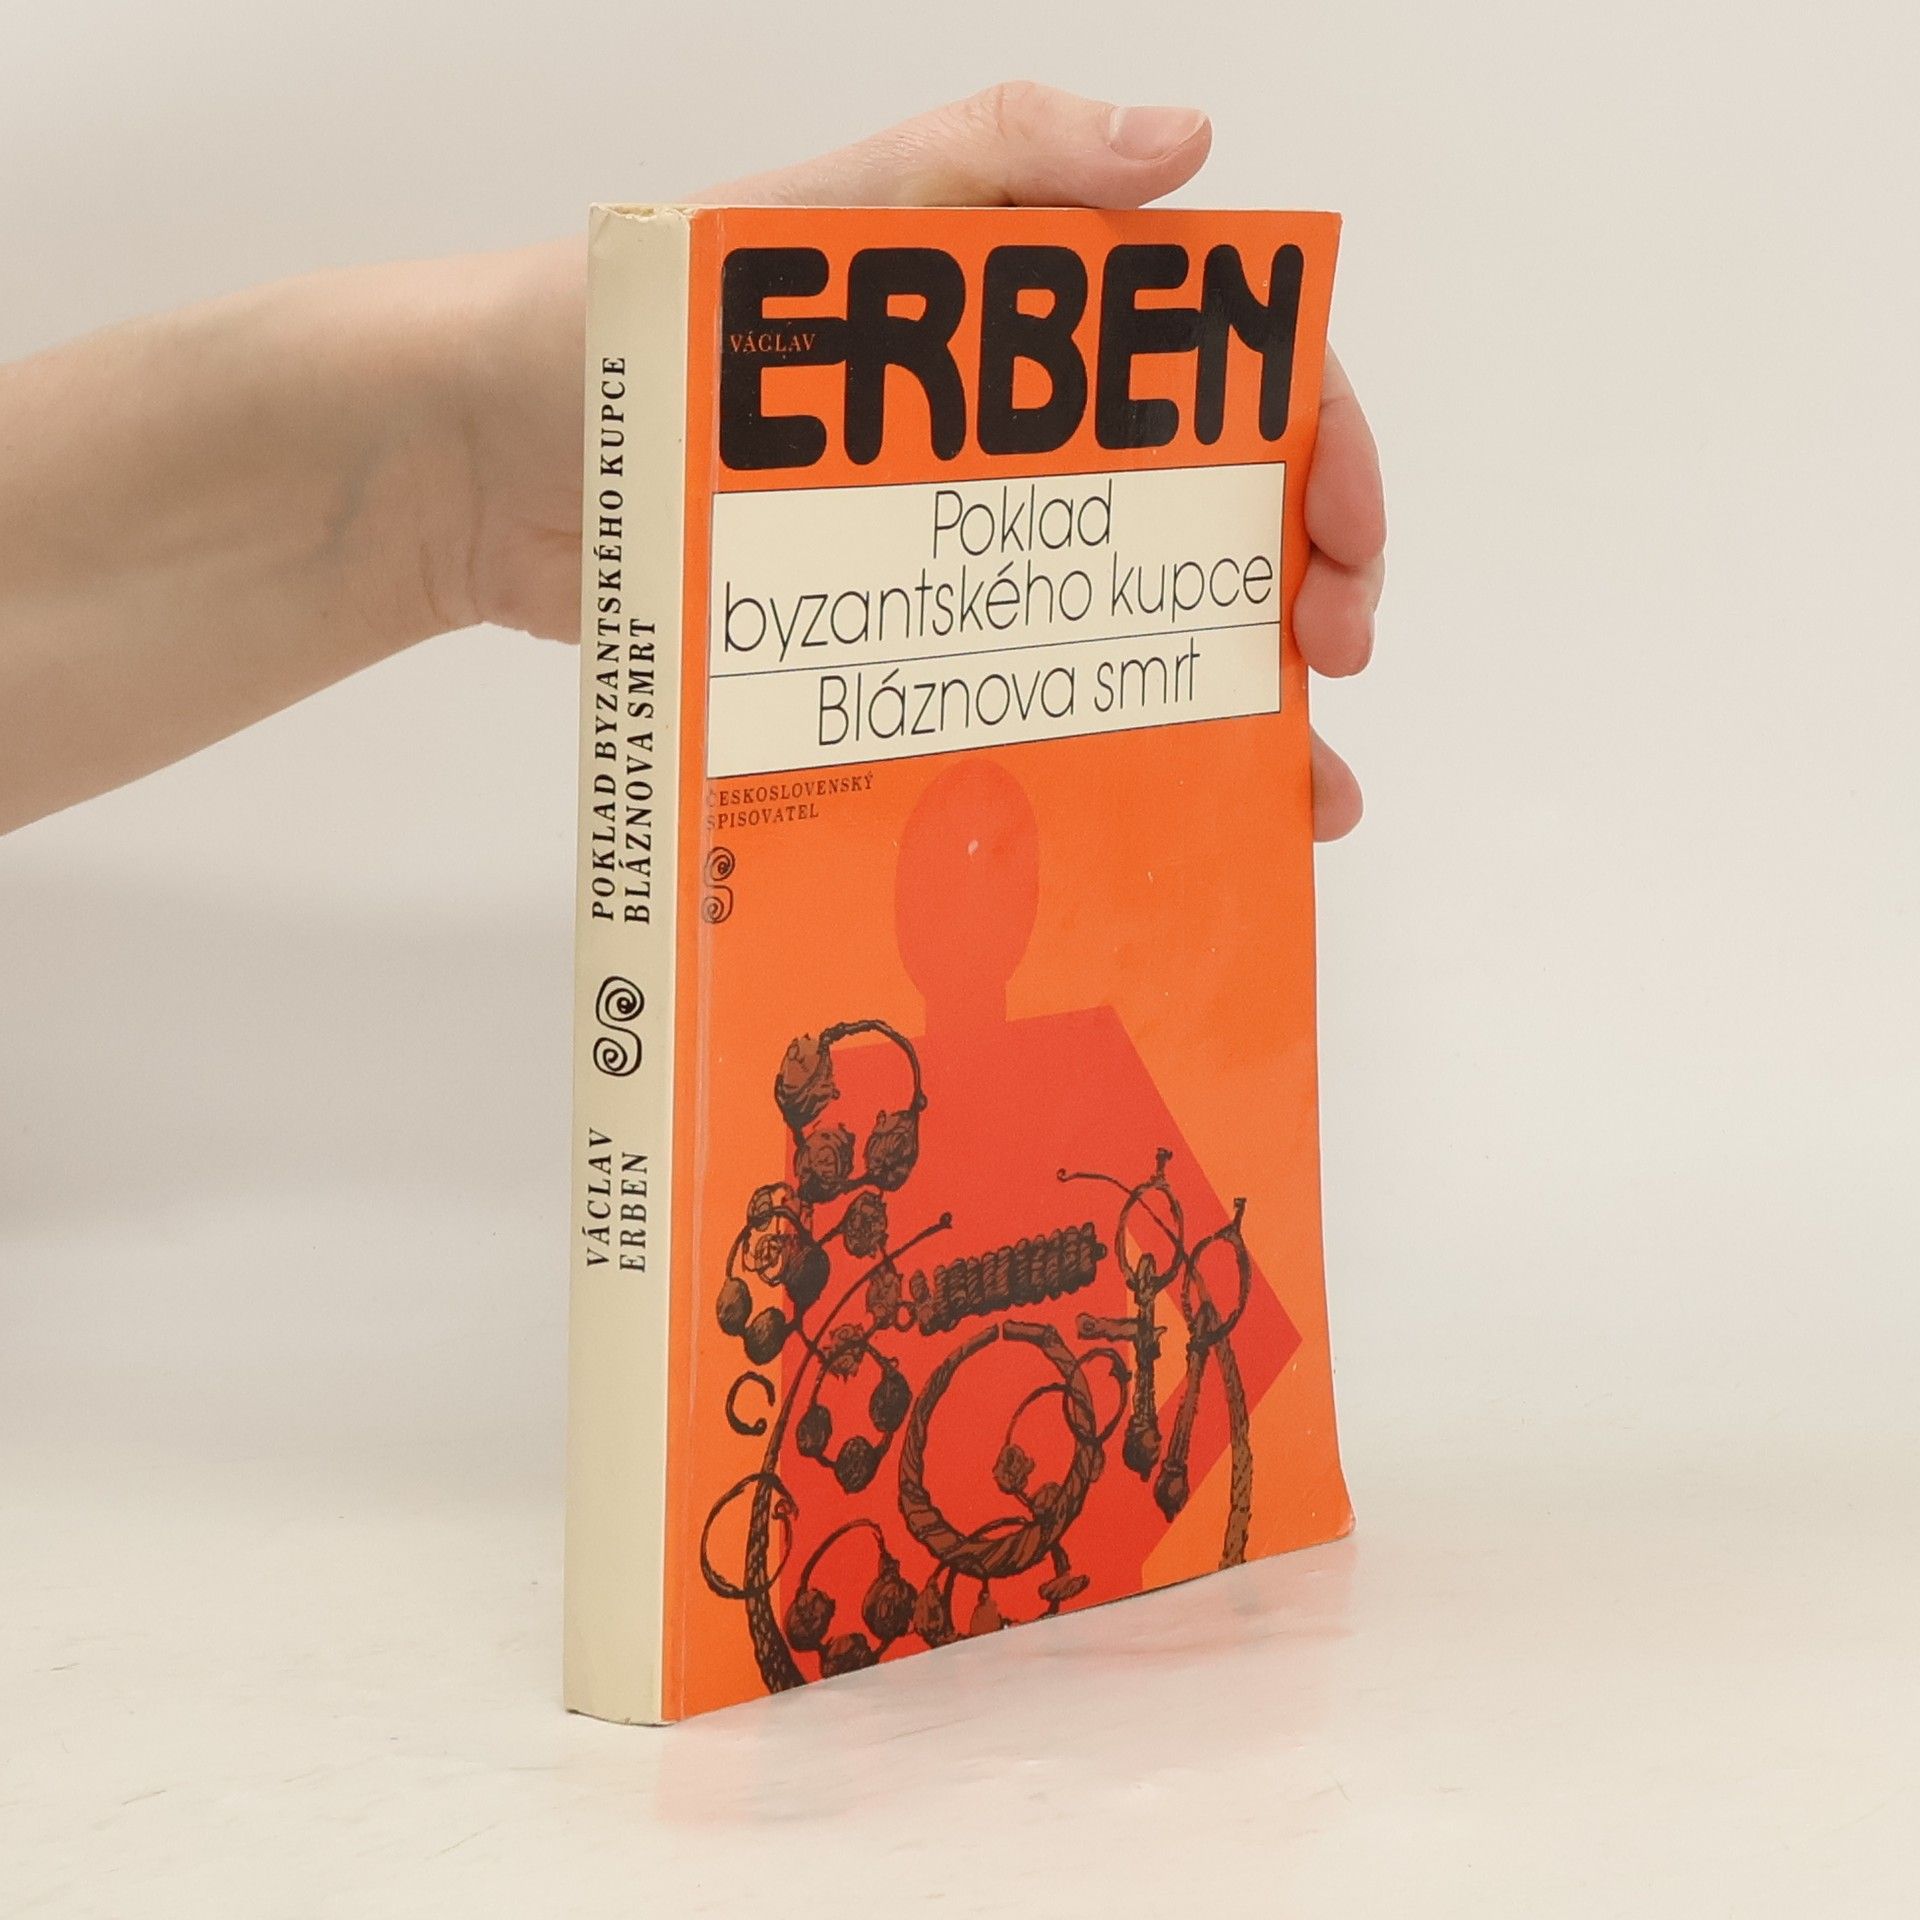 POKLAD BYZANTSKÉHO KUPCE
BLÁZNOVA SMRT
VÁCLAV
ERBEN
ERBEN
VÁCLAV
Poklad
byzantského kupce
Bláznova smrt
ČESKOSLOVENSKÝ
SPISOVATEL